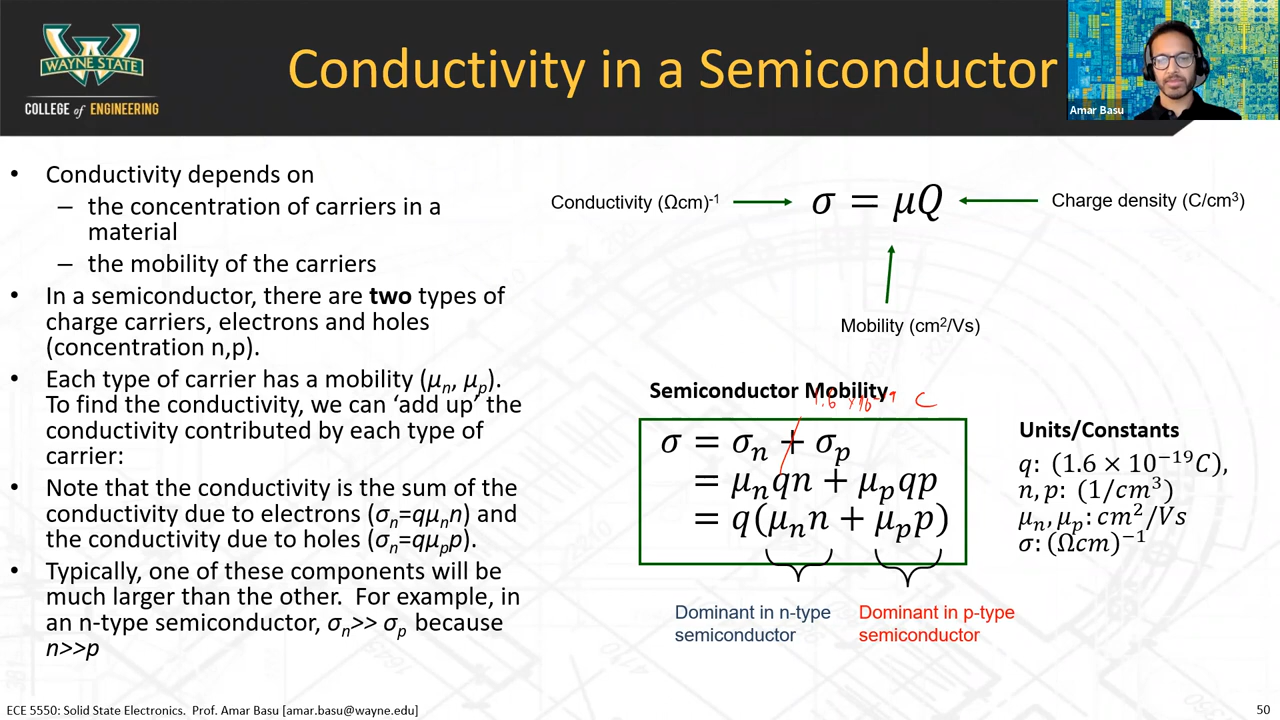 WAYNE STATE
COLLEGE of ENGINEERING
Conductivity in a Semiconductor
Amar Basu
• Conductivity depends on
– the concentration of carriers in a
material
– the mobility of the carriers
• In a semiconductor, there are two types of
charge carriers, electrons and holes
(concentration n,p).
• Each type of carrier has a mobility (μₙ, μₚ).
To find the conductivity, we can ‘add up’ the
conductivity contributed by each type of
carrier:
• Note that the conductivity is the sum of the
conductivity due to electrons (σₙ=qμₙn) and
the conductivity due to holes (σₙ=qμₚp).
• Typically, one of these components will be
much larger than the other. For example, in
an n-type semiconductor, σₙ>> σₚ because
n>>p
Conductivity (Ωcm)⁻¹
σ = μQ
Charge density (C/cm³)
Mobility (cm²/Vs)
Semiconductor Mobility
1.6 x10⁻¹⁹ C
σ = σₙ + σₚ
= μₙqn + μₚqp
= q(μₙn + μₚp)
Dominant in n-type
semiconductor
Dominant in p-type
semiconductor
Units/Constants
q: (1.6 × 10⁻¹⁹C),
n, p: (1/cm³)
μₙ, μₚ: cm²/Vs
σ: (Ωcm)⁻¹
ECE 5550: Solid State Electronics. Prof. Amar Basu [amar.basu@wayne.edu]
50